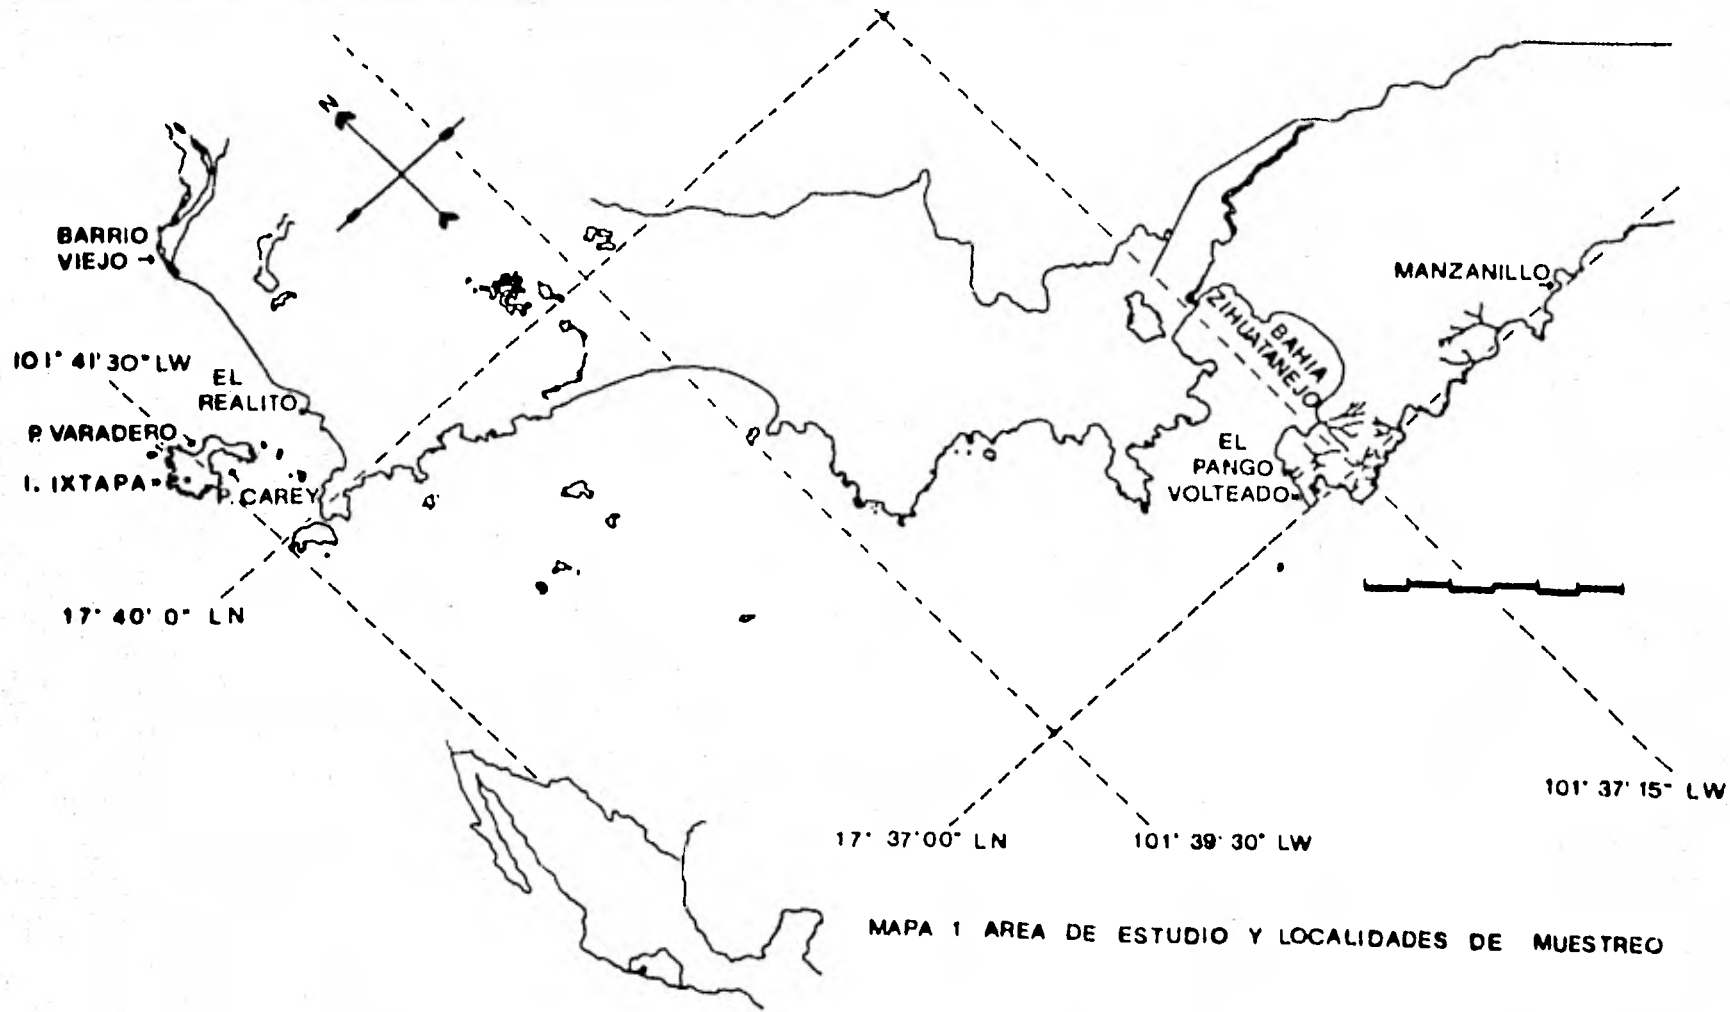 N
BARRIO
VIEJO
MANZANILLO
BAHIA
ZIHUATANEJO
101° 41' 30" LW
EL
REALITO
P. VARADERO
I. IXTAPA
P. CAREY
EL
PANGO
VOLTEADO
17° 40' 0" LN
101° 37' 15" LW
17° 37' 00" LN
101° 39' 30" LW
MAPA 1 AREA DE ESTUDIO Y LOCALIDADES DE MUESTREO